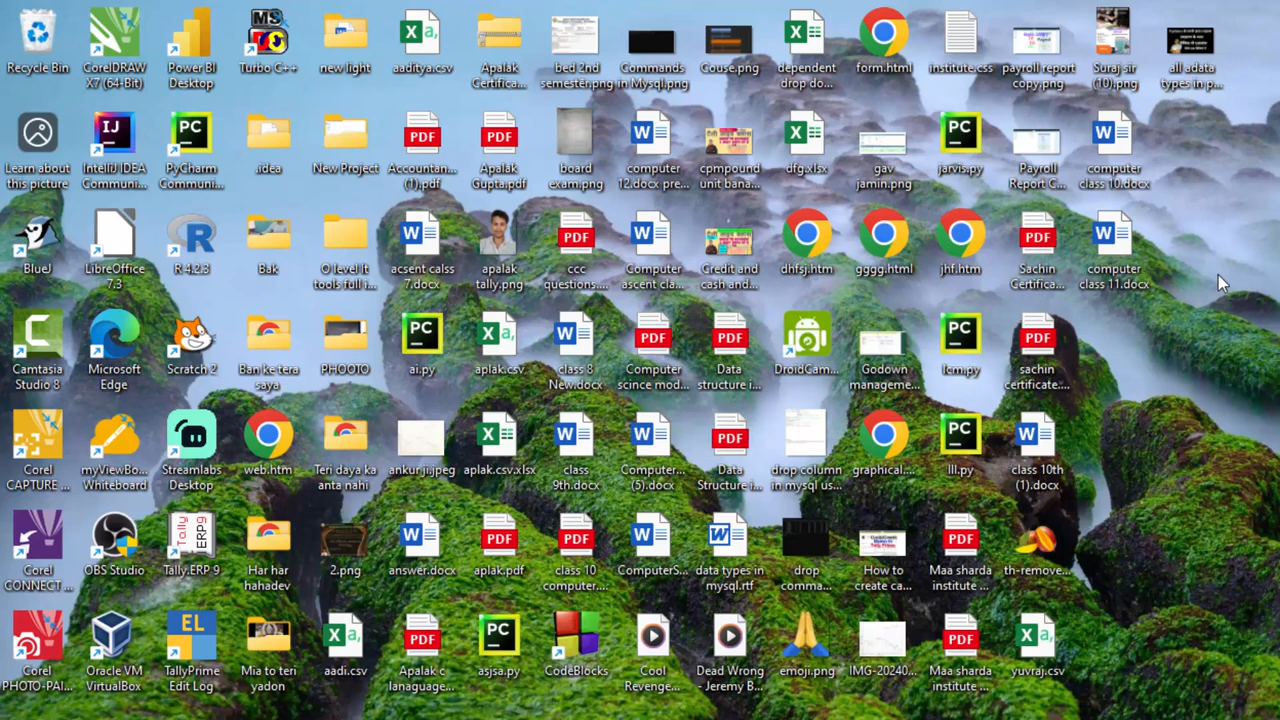 Recycle Bin
CorelDRAW
X7 (64-Bit)
Power BI
Desktop
Turbo C++
new light
aaditya.csv
Apalak
Certifica...
bed 2nd
semester.png
Commands
in Mysql.png
Couse.png
dependent
drop do...
form.html
institute.css
payroll report
copy.png
Suraj sir
(10).png
all adata
types in p...
Learn about
this picture
IntelliJ IDEA
Communi...
PyCharm
Communi...
.idea
New Project
Accountan...
(1).pdf
Apalak
Gupta.pdf
board
exam.png
computer
12.docx pre...
cpmpound
unit bana...
dfg.xlsx
gav
jamin.png
jarvis.py
Payroll
Report C...
computer
class 10.docx
BlueJ
LibreOffice
7.3
R 4.2.3
Bak
O level It
tools full i...
acsent calss
7.docx
apalak
tally.png
ccc
questions....
Computer
ascent cla...
Credit and
cash and...
dhfsj.htm
gggg.html
jhf.htm
Sachin
Certifica...
computer
class 11.docx
Camtasia
Studio 8
Microsoft
Edge
Scratch 2
Ban ke tera
saya
PHOOTO
ai.py
aplak.csv
class 8
New.docx
Computer
scince mod...
Data
structure i...
DroidCam...
Godown
manageme...
lcm.py
sachin
certificate:...
Corel
CAPTURE ...
myViewBo...
Whiteboard
Streamlabs
Desktop
web.htm
Teri daya ka
anta nahi
ankur ji.jpeg
aplak.csv.xlsx
class
9th.docx
Computer...
(5).docx
Data
Structure i...
drop column
in mysql us...
graphical....
lll.py
class 10th
(1).docx
Corel
CONNECT ...
OBS Studio
Tally.ERP 9
Har har
hahadev
2.png
answer.docx
aplak.pdf
class 10
computer....
ComputerS...
data types in
mysql.rtf
drop
comma...
How to
create ca...
Maa sharda
institute ...
th-remove...
Corel
PHOTO-PAI...
Oracle VM
VirtualBox
TallyPrime
Edit Log
Mia to teri
yadon
aadi.csv
Apalak c
lanaguage...
asjsa.py
CodeBlocks
Cool
Revenge...
Dead Wrong
- Jeremy B...
emoji.png
IMG-20240...
Maa sharda
institute ...
yuvraj.csv